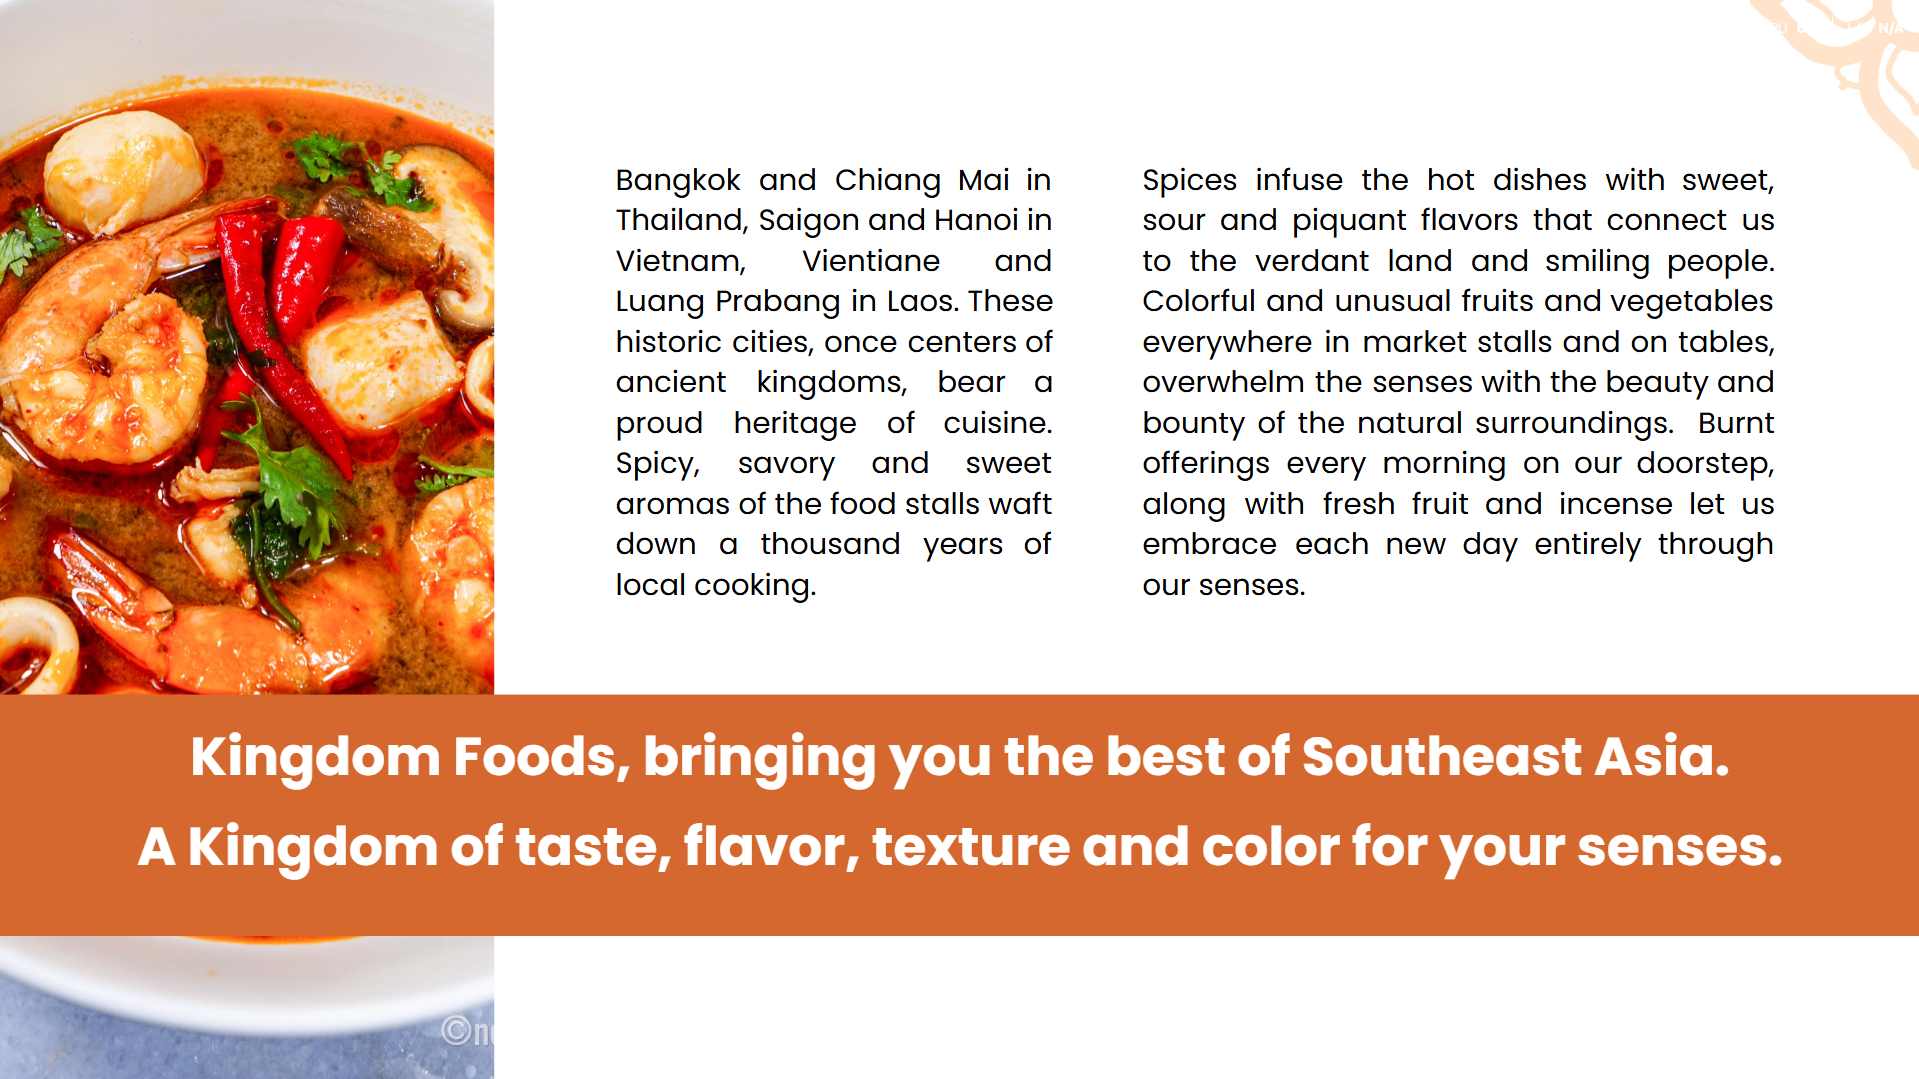 Bangkok and Chiang Mai in
Thailand, Saigon and Hanoi in
Vietnam, Vientiane and
Luang Prabang in Laos. These
historic cities, once centers of
ancient kingdoms, bear a
proud heritage of cuisine.
Spicy, savory and sweet
aromas of the food stalls waft
down a thousand years of
local cooking.
Spices infuse the hot dishes with sweet,
sour and piquant flavors that connect us
to the verdant land and smiling people.
Colorful and unusual fruits and vegetables
everywhere in market stalls and on tables,
overwhelm the senses with the beauty and
bounty of the natural surroundings. Burnt
offerings every morning on our doorstep,
along with fresh fruit and incense let us
embrace each new day entirely through
our senses.
Kingdom Foods, bringing you the best of Southeast Asia.
A Kingdom of taste, flavor, texture and color for your senses.
N/A